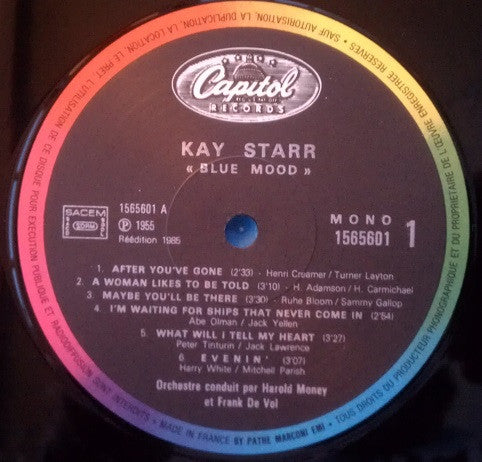 Capitol
RECORDS
KAY STARR
« BLUE MOOD »
SACEM
SDRM
1565601 A
℗ 1955
Réédition 1985
MONO
1565601
1
1. AFTER YOU'VE GONE (2'33) - Henri Creamer / Turner Layton
2. A WOMAN LIKES TO BE TOLD (3'10) - H. Adamson / H. Carmichael
3. MAYBE YOU'LL BE THERE (3'30) - Ruhe Bloom / Sammy Gallop
4. I'M WAITING FOR SHIPS THAT NEVER COME IN (2'54)
Abe Olman / Jack Yellen
5. WHAT WILL I TELL MY HEART (3'27)
Peter Tinturin / Jack Lawrence
6. EVENIN' (3'07)
Harry White / Mitchell Parish
Orchestre conduit par Harold Money
et Frank De Vol
MADE IN FRANCE BY PATHE MARCONI EMI • TOUS DROITS DU PRODUCTEUR PHONOGRAPHIQUE ET DU PROPRIETAIRE DE L'ŒUVRE ENREGISTREE RESERVES • SAUF AUTORISATION, LA DUPLICATION, LA LOCATION, LE PRET, L'UTILISATION DE CE DISQUE POUR EXECUTION PUBLIQUE ET RADIODIFFUSION SONT INTERDITS •